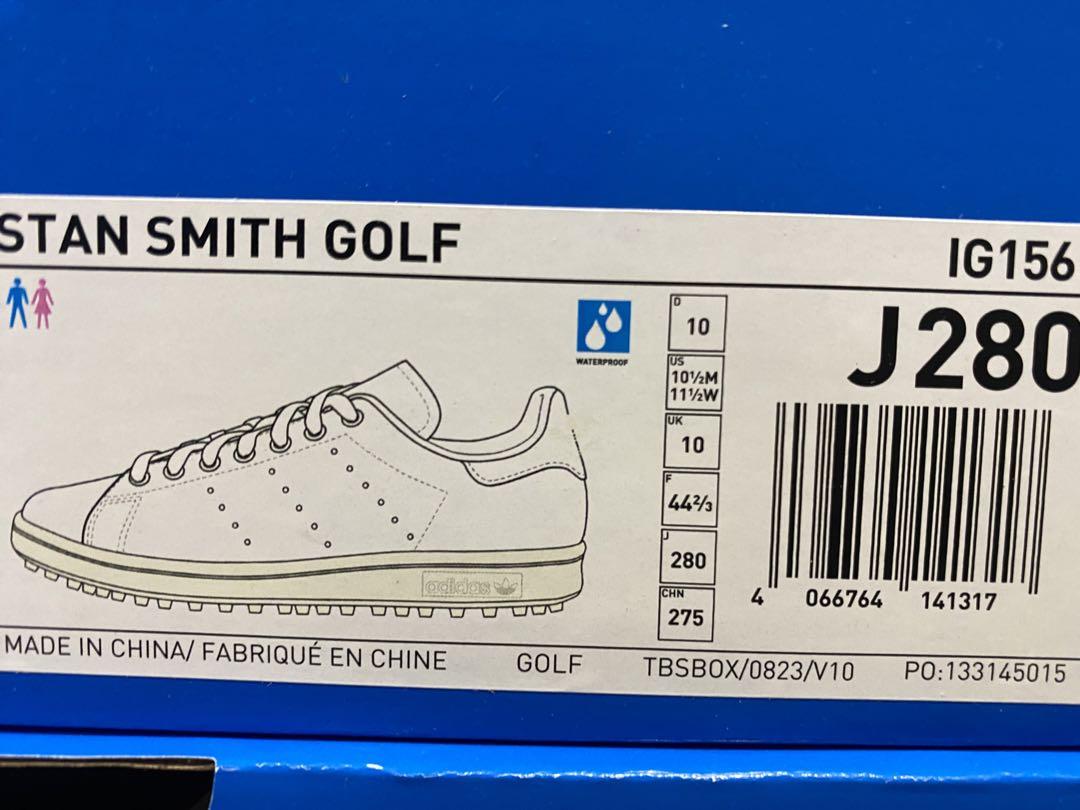 STAN SMITH GOLF
IG156
WATERPROOF
D
10
US
10½M
11½W
UK
10
F
44⅔
J
280
CHN
275
J280
4 066764 141317
adidas
MADE IN CHINA/ FABRIQUÉ EN CHINE
GOLF
TBSBOX/0823/V10
PO:133145015